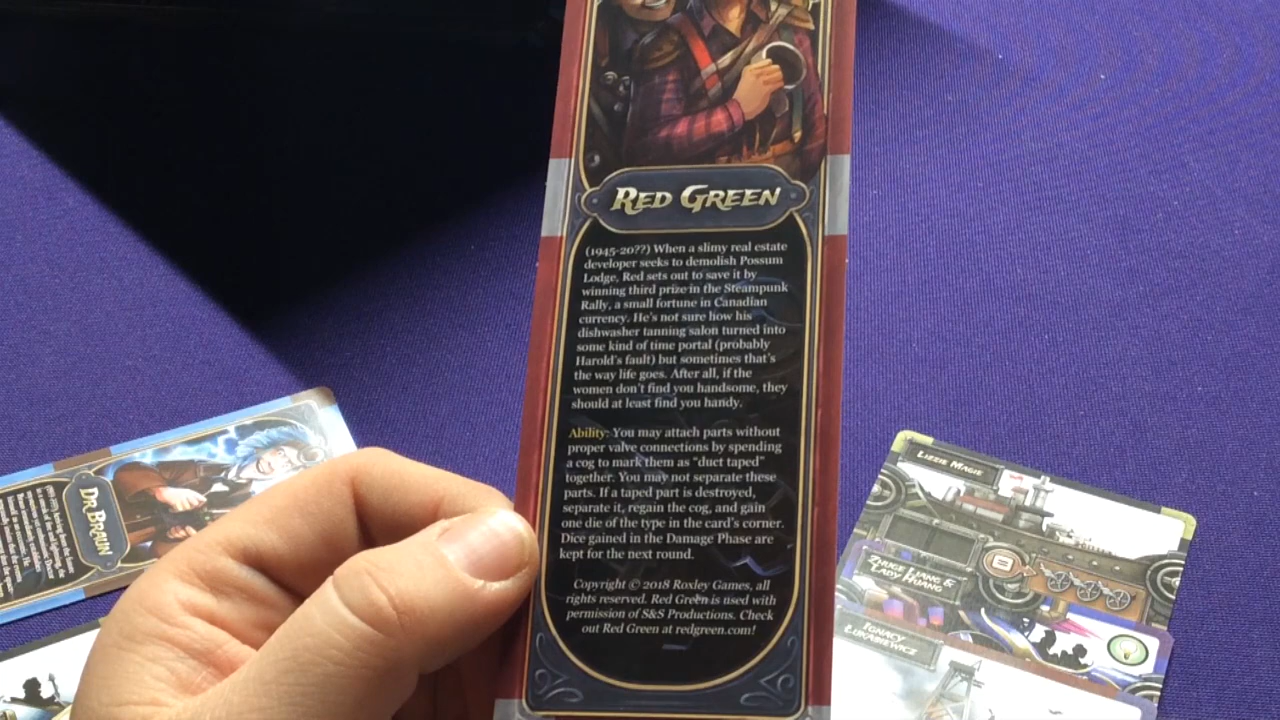 RED GREEN
(1945-20??) When a slimy real estate
developer seeks to demolish Possum
Lodge, Red sets out to save it by
winning third prize in the Steampunk
Rally, a small fortune in Canadian
currency. He's not sure how his
dishwasher tanning salon turned into
some kind of time portal (probably
Harold's fault) but sometimes that's
the way life goes. After all, if the
women don't find you handsome, they
should at least find you handy.
Ability: You may attach parts without
proper valve connections by spending
a cog to mark them as "duct taped"
together. You may not separate these
parts. If a taped part is destroyed,
separate it, regain the cog, and gain
one die of the type in the card's corner.
Dice gained in the Damage Phase are
kept for the next round.
Copyright © 2018 Roxley Games, all
rights reserved. Red Green is used with
permission of S&S Productions. Check
out Red Green at redgreen.com!
DR. BRAUN
LIZZIE MAGIE
ZHUGE LIANG &
LADY HUANG
IGNACY
ŁUKASIEWICZ